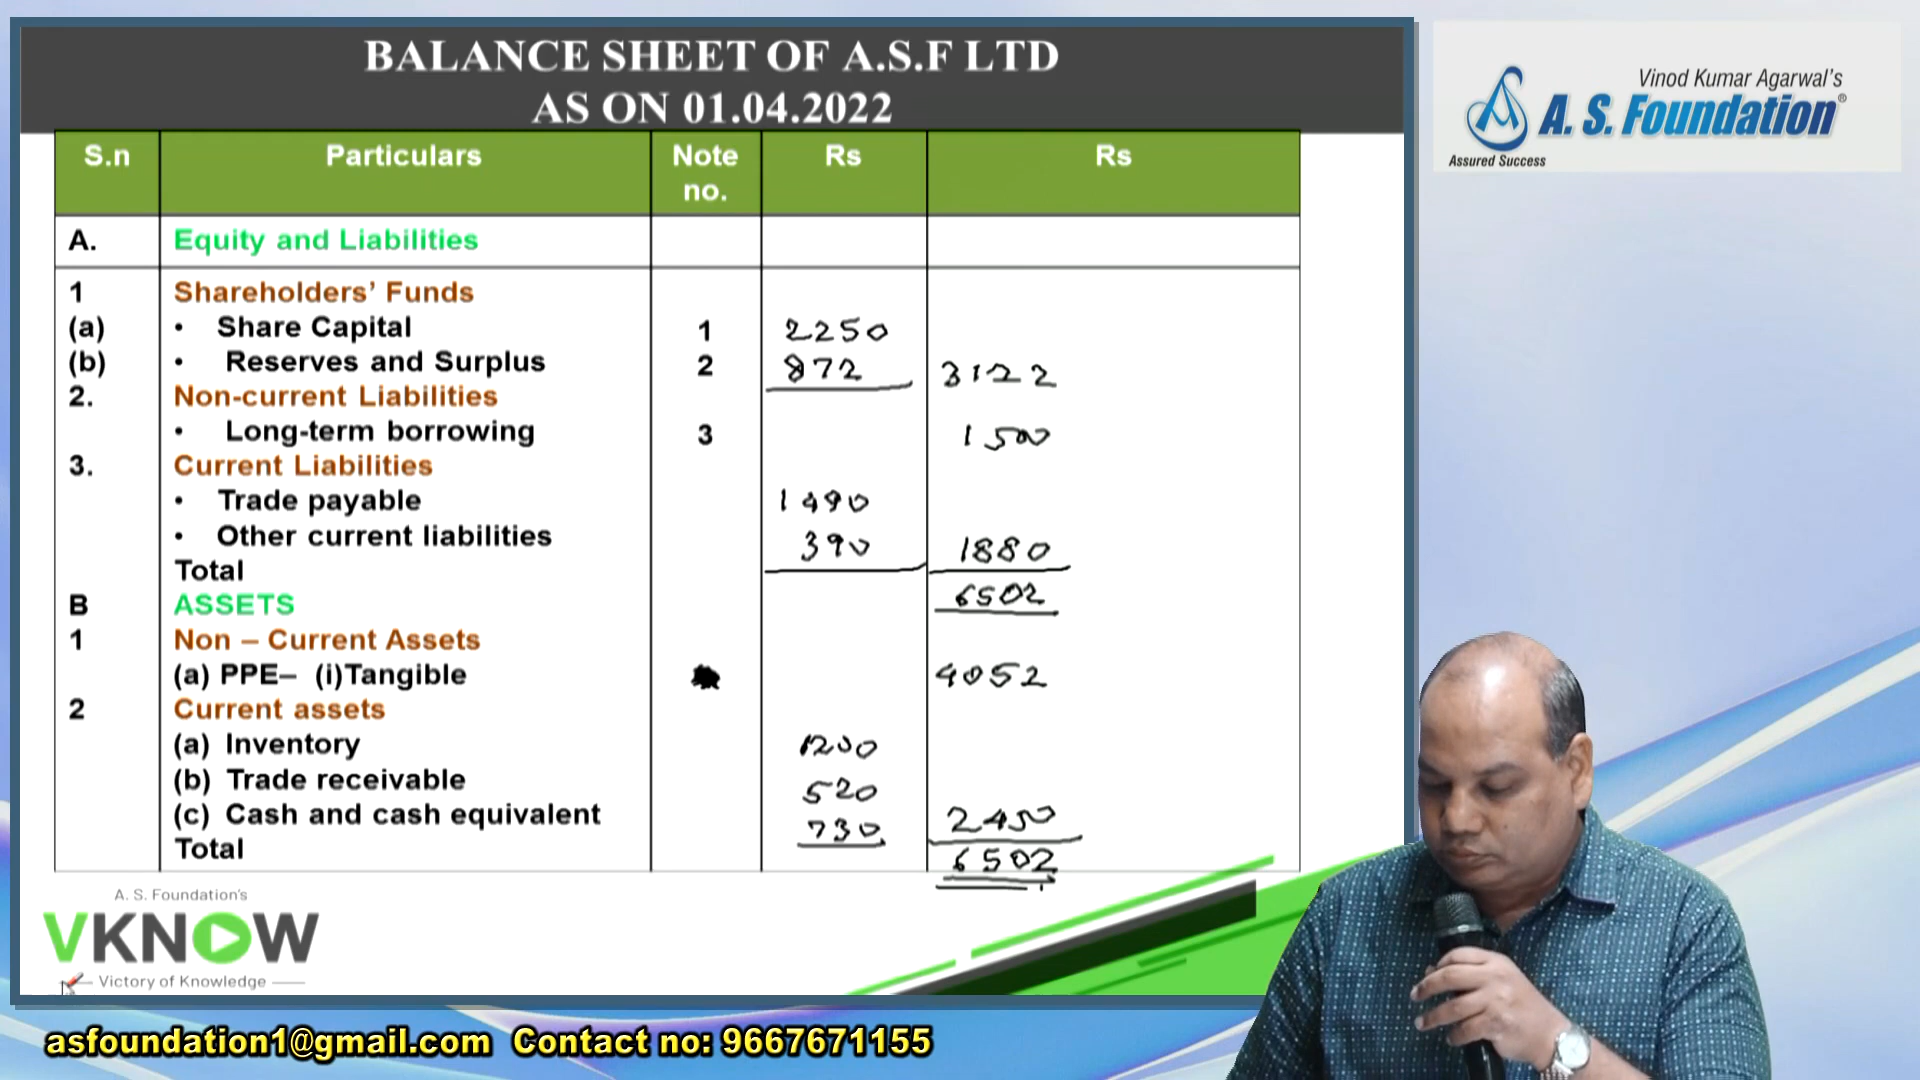 BALANCE SHEET OF A.S.F LTD
AS ON 01.04.2022
Vinod Kumar Agarwal's
A. S. Foundation®
Assured Success
S.n Particulars Note no. Rs Rs
A. Equity and Liabilities
1 Shareholders' Funds
(a) • Share Capital 1 2250
(b) • Reserves and Surplus 2 872 3122
2. Non-current Liabilities
• Long-term borrowing 3 1500
3. Current Liabilities
• Trade payable 1490
• Other current liabilities 390 1880
Total 6502
B ASSETS
1 Non – Current Assets
(a) PPE– (i)Tangible 4052
2 Current assets
(a) Inventory 1200
(b) Trade receivable 520
(c) Cash and cash equivalent 730 2450
Total 6502
A. S. Foundation's
VKNOW
Victory of Knowledge
asfoundation1@gmail.com Contact no: 9667671155